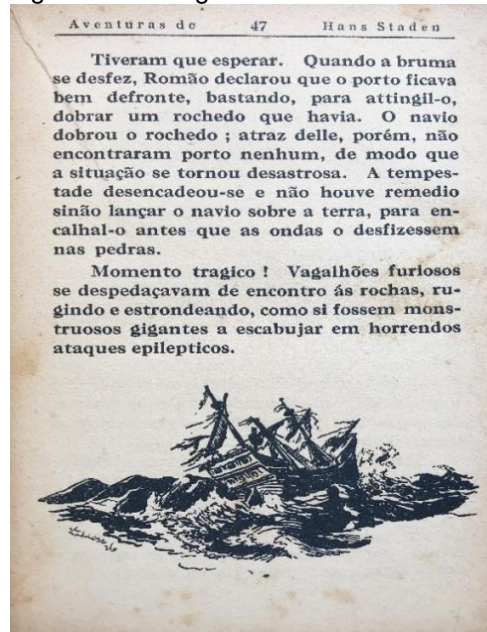 Aventuras de 47 Hans Staden
Tiveram que esperar. Quando a bruma
se desfez, Romão declarou que o porto ficava
bem defronte, bastando, para attingil-o,
dobrar um rochedo que havia. O navio
dobrou o rochedo ; atraz delle, porém, não
encontraram porto nenhum, de modo que
a situação se tornou desastrosa. A tempes-
tade desencadeou-se e não houve remedio
sinão lançar o navio sobre a terra, para en-
calhal-o antes que as ondas o desfizessem
nas pedras.
Momento tragico ! Vagalhões furiosos
se despedaçavam de encontro ás rochas, ru-
gindo e estrondeando, como si fossem mons-
truosos gigantes a escabujar em horrendos
ataques epilepticos.